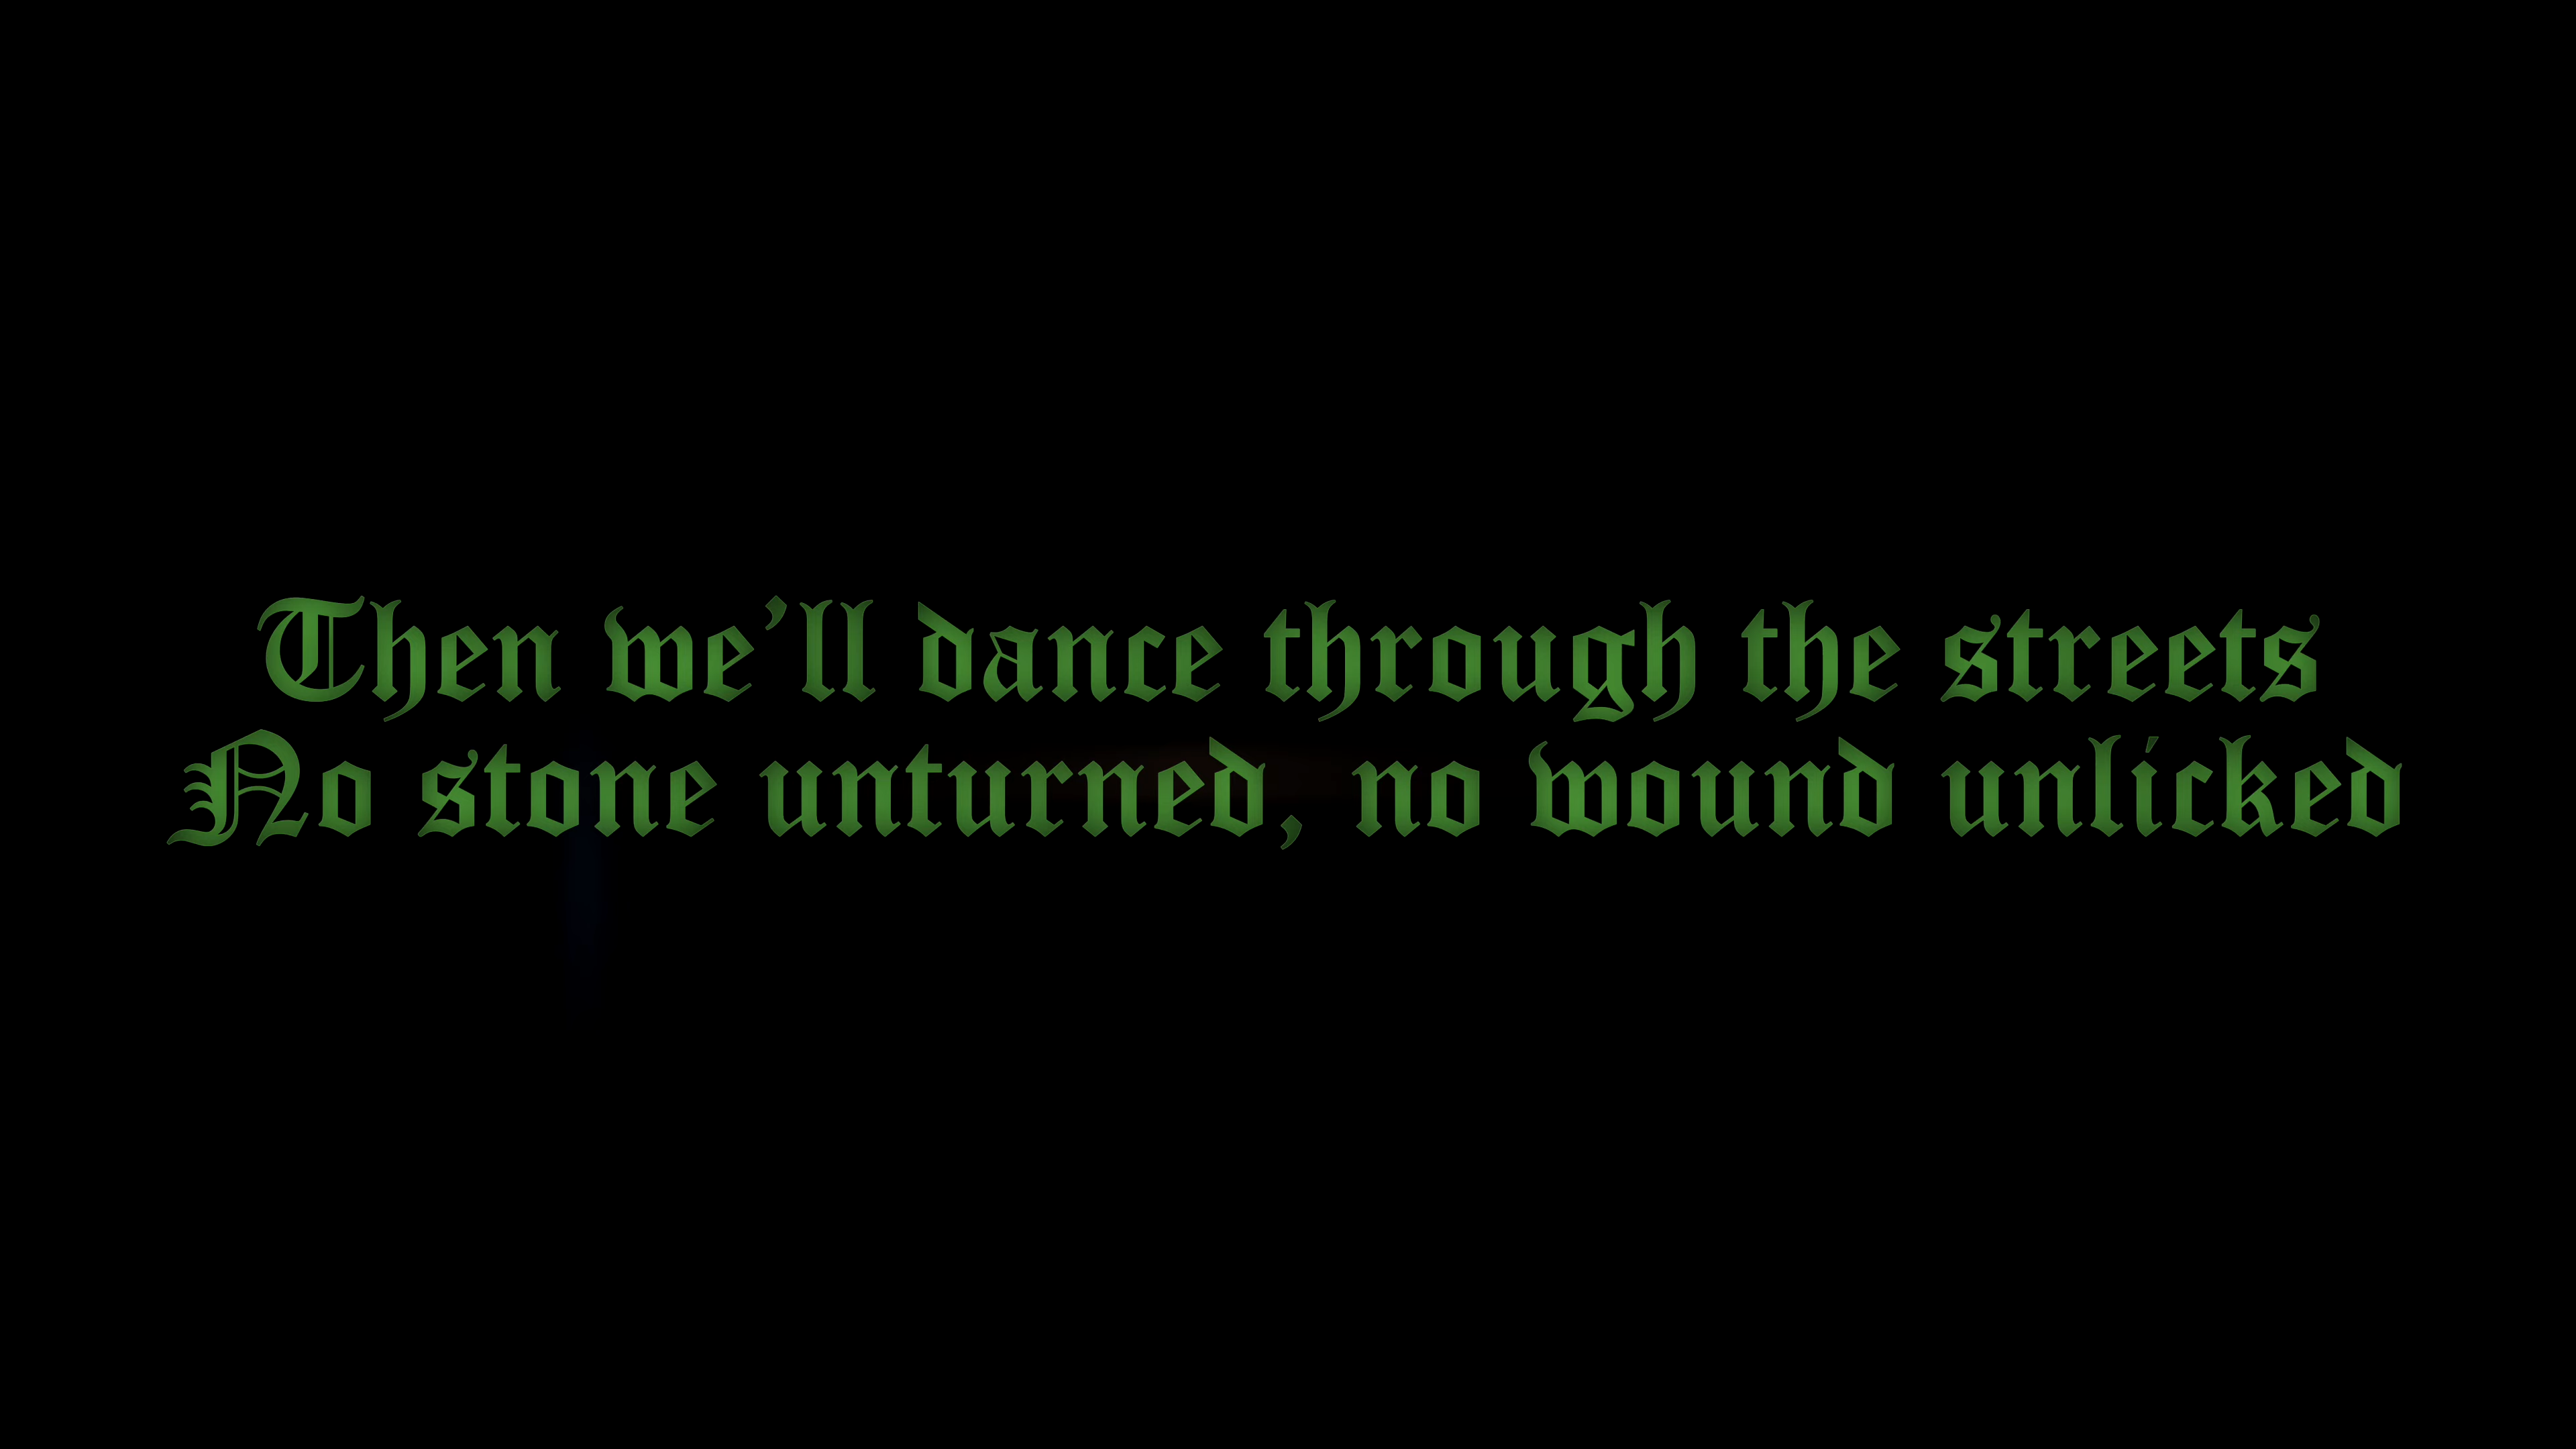 Then we’ll dance through the streets
No stone unturned, no wound unlicked